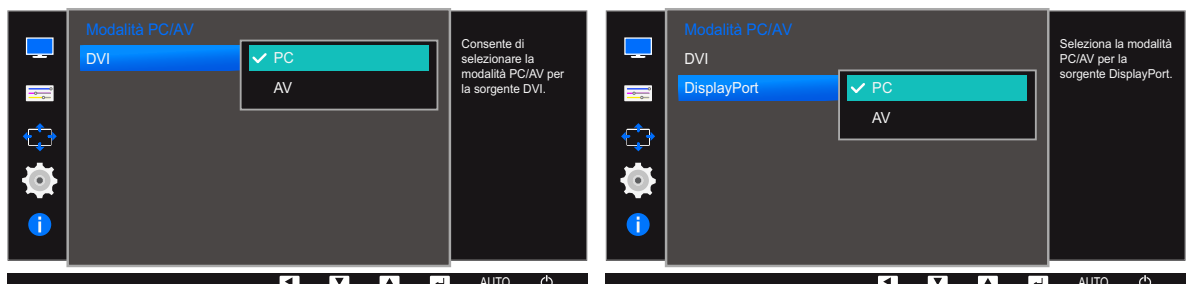 Modalità PC/AV
DVI
PC
AV
Consente di
selezionare la
modalità PC/AV per
la sorgente DVI.
AUTO
Modalità PC/AV
DVI
DisplayPort
PC
AV
Seleziona la modalità
PC/AV per la
sorgente DisplayPort.
AUTO